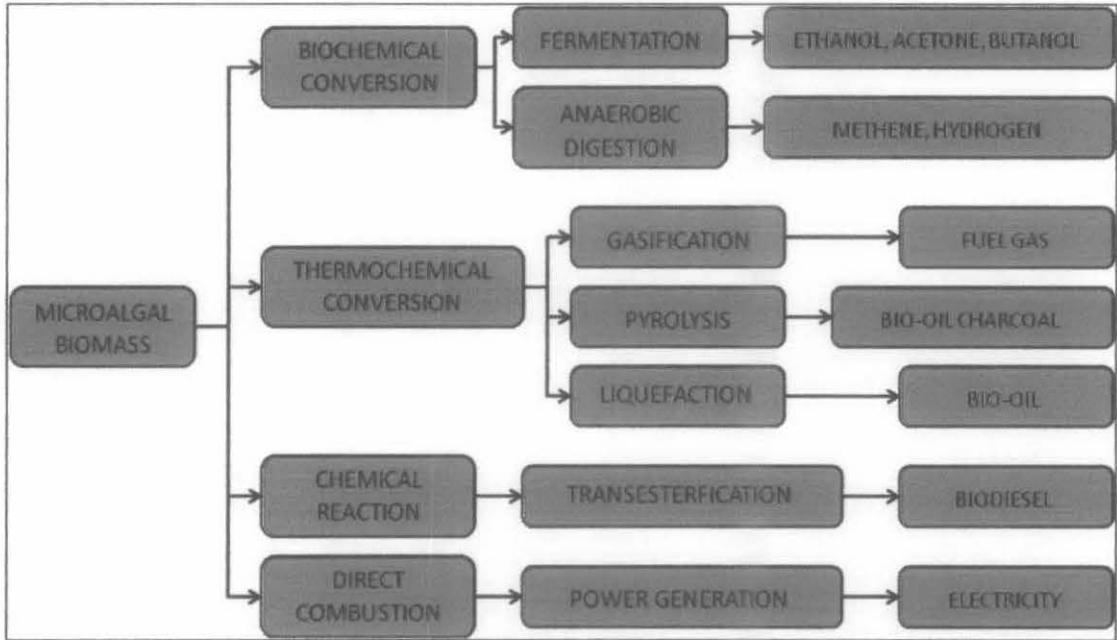 BIOCHEMICAL
CONVERSION
FERMENTATION
ETHANOL, ACETONE, BUTANOL
ANAEROBIC
DIGESTION
METHENE, HYDROGEN
MICROALGAL
BIOMASS
THERMOCHEMICAL
CONVERSION
GASIFICATION
FUEL GAS
PYROLYSIS
BIO-OIL CHARCOAL
LIQUEFACTION
BIO-OIL
CHEMICAL
REACTION
TRANSESTERFICATION
BIODIESEL
DIRECT
COMBUSTION
POWER GENERATION
ELECTRICITY